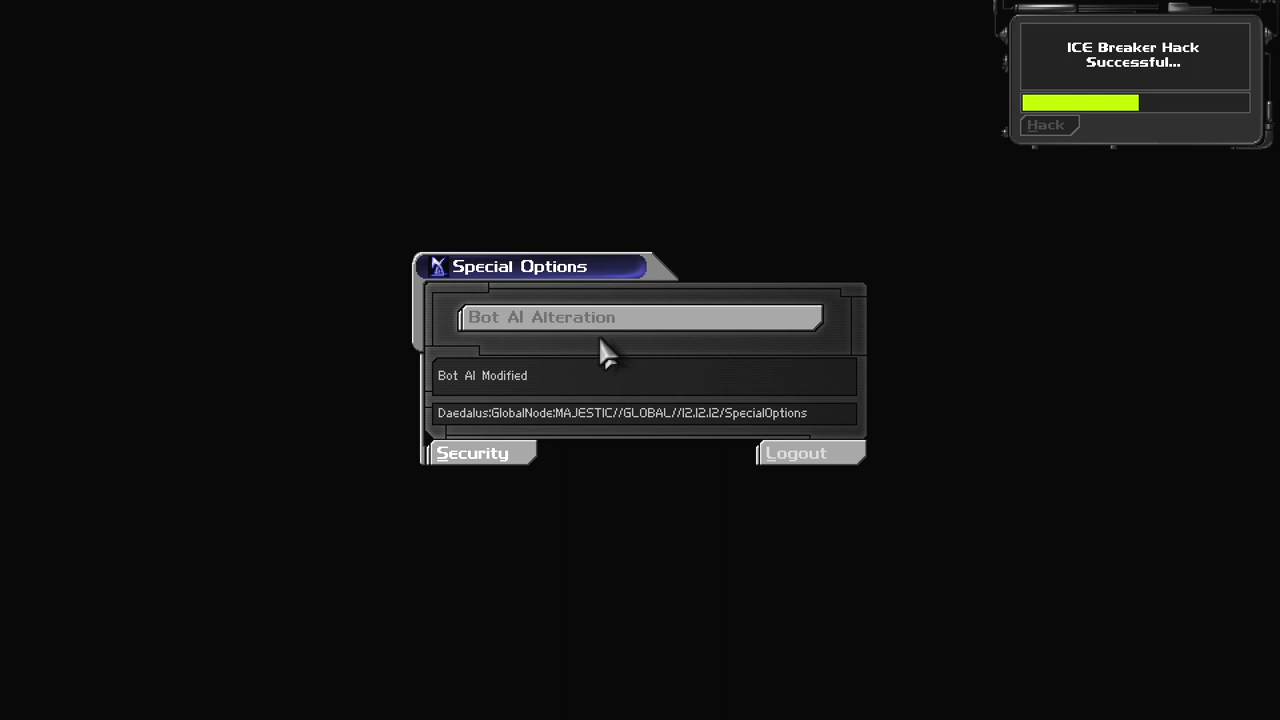 ICE Breaker Hack
Successful...
Hack
Special Options
Bot AI Alteration
Bot AI Modified
Daedalus:GlobalNode:MAJESTIC//GLOBAL//12.12.12/SpecialOptions
Security
Logout